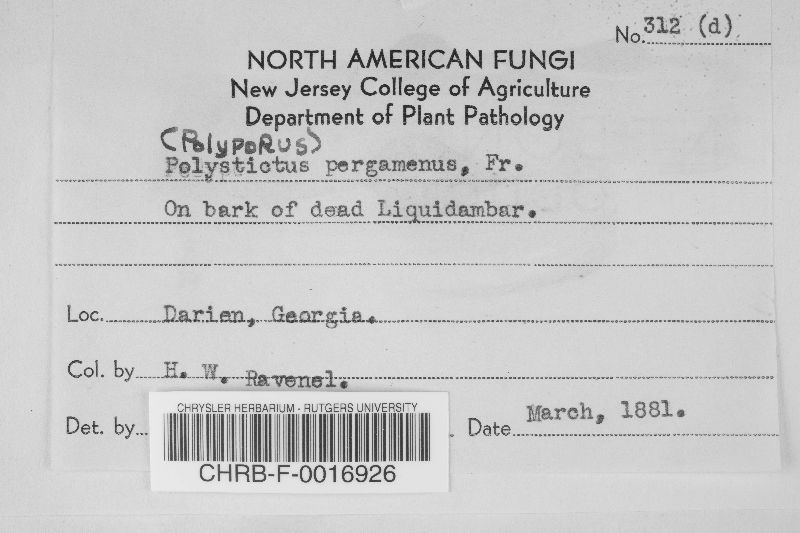 No. 312 (d)
NORTH AMERICAN FUNGI
New Jersey College of Agriculture
Department of Plant Pathology
(PolyPoRUS)
Polystictus pergamenus, Fr.
On bark of dead Liquidambar.
Loc. Darien, Georgia.
Col. by H. W. Ravenel.
Det. by
Date March, 1881.
CHRYSLER HERBARIUM - RUTGERS UNIVERSITY
CHRB-F-0016926